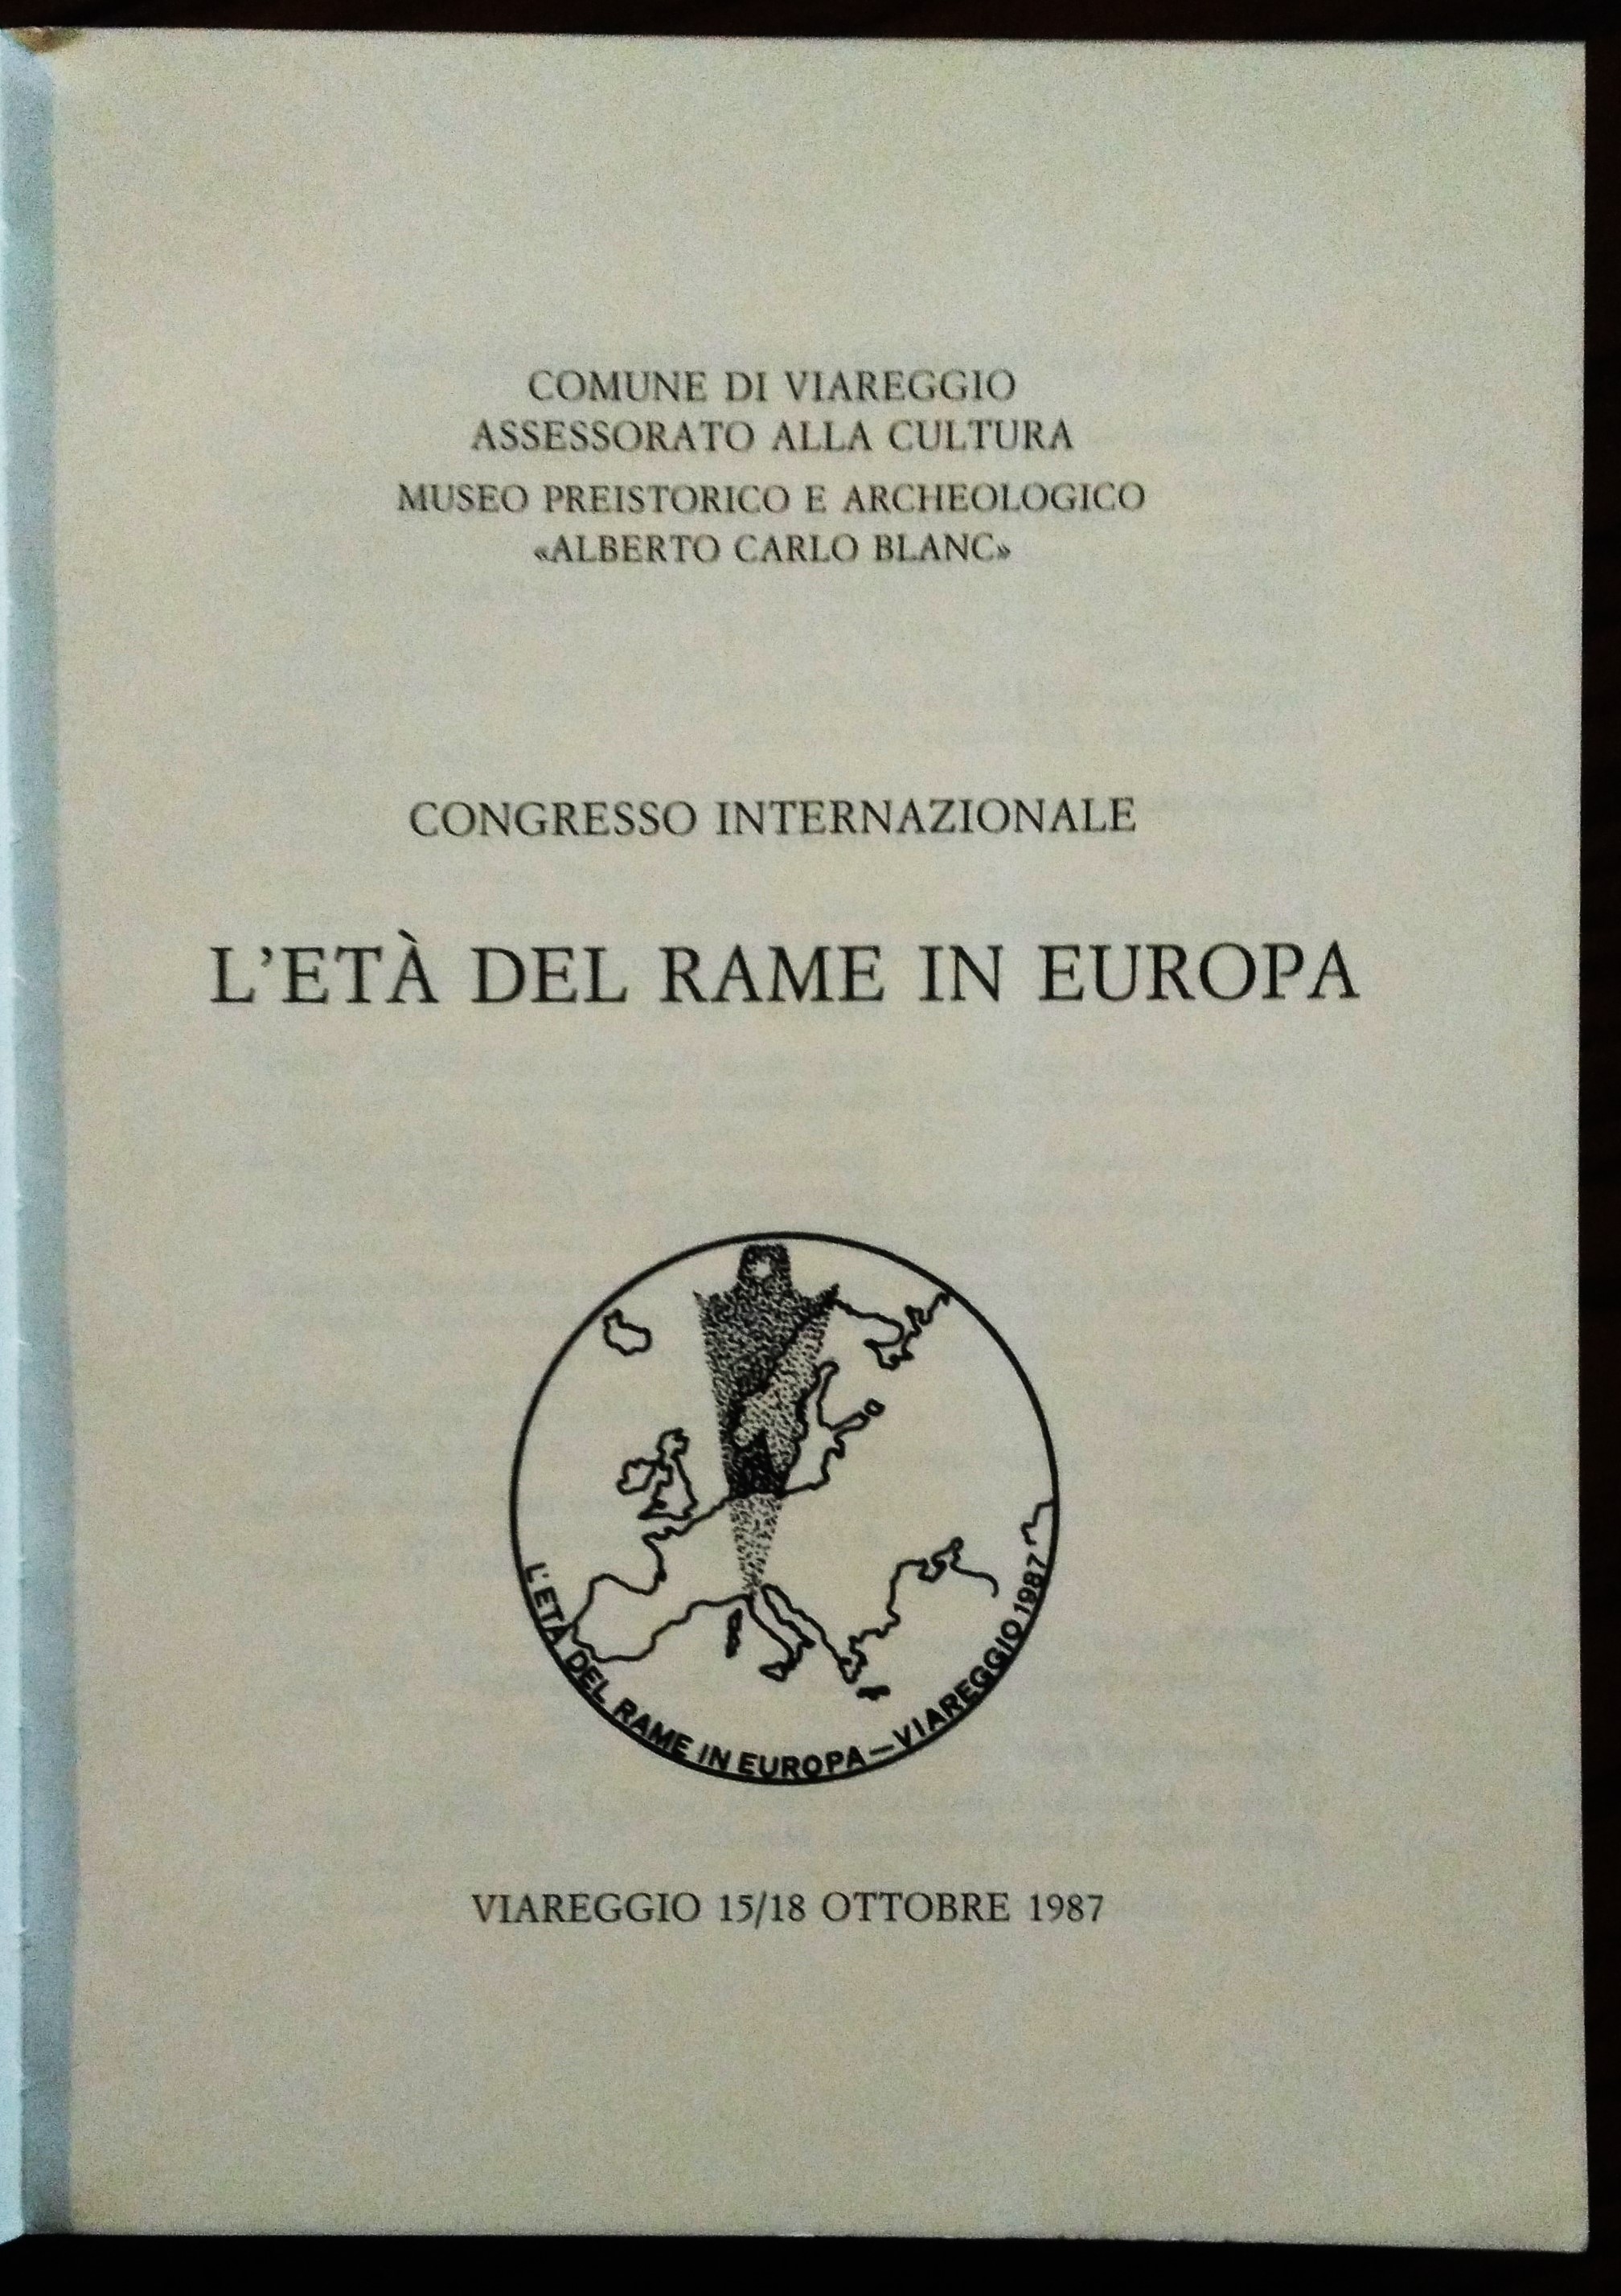 COMUNE DI VIAREGGIO
ASSESSORATO ALLA CULTURA
MUSEO PREISTORICO E ARCHEOLOGICO
«ALBERTO CARLO BLANC»
CONGRESSO INTERNAZIONALE
L'ETÀ DEL RAME IN EUROPA
L'ETÀ DEL RAME IN EUROPA — VIAREGGIO 1987
VIAREGGIO 15/18 OTTOBRE 1987